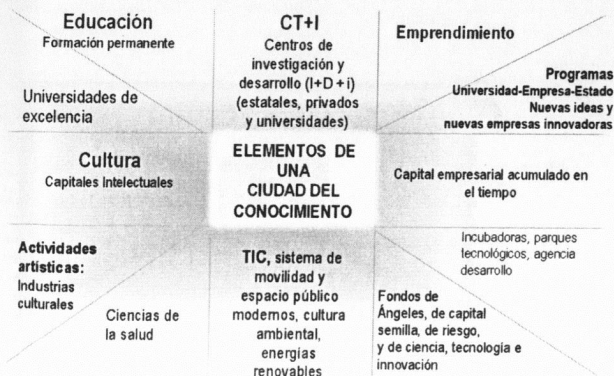 Educación
Formación permanente
Universidades de
excelencia
CT+I
Centros de
investigación y
desarrollo (I+D+i)
(estatales, privados
y universidades)
Emprendimiento
Programas
Universidad-Empresa-Estado
Nuevas ideas y
nuevas empresas innovadoras
Cultura
Capitales Intelectuales
ELEMENTOS DE
UNA
CIUDAD DEL
CONOCIMIENTO
Capital empresarial acumulado en
el tiempo
Actividades
artísticas:
Industrias
culturales
Ciencias de
la salud
TIC, sistema de
movilidad y
espacio público
modernos, cultura
ambiental,
energías
renovables
Incubadoras, parques
tecnológicos, agencia
desarrollo
Fondos de
Ángeles, de capital
semilla, de riesgo,
y de ciencia, tecnología e
innovación